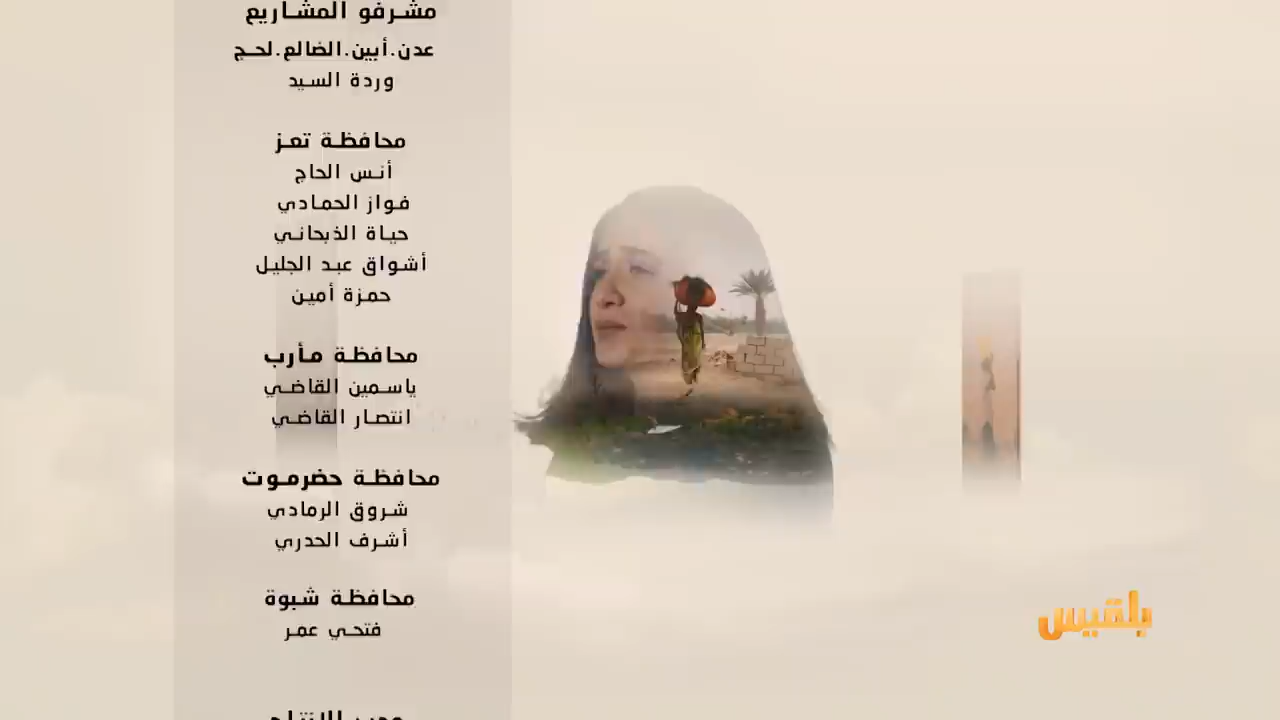 مشرفو المشاريع
عدن.أبين.الضالع.لحج
وردة السيد
محافظة تعز
أنس الحاج
فواز الحمادي
حياة الذبحاني
أشواق عبد الجليل
حمزة أمين
محافظة مأرب
ياسمين القاضي
انتصار القاضي
محافظة حضرموت
شروق الرمادي
أشرف الحدري
محافظة شبوة
فتحي عمر
بلقيس